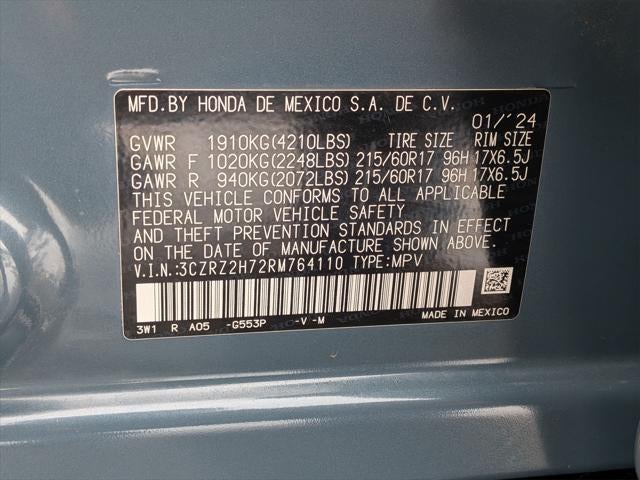 MFD.BY HONDA DE MEXICO S.A. DE C.V.
01/'24
GVWR 1910KG(4210LBS) TIRE SIZE RIM SIZE
GAWR F 1020KG(2248LBS) 215/60R17 96H 17X6.5J
GAWR R 940KG(2072LBS) 215/60R17 96H 17X6.5J
THIS VEHICLE CONFORMS TO ALL APPLICABLE
FEDERAL MOTOR VEHICLE SAFETY
AND THEFT PREVENTION STANDARDS IN EFFECT
ON THE DATE OF MANUFACTURE SHOWN ABOVE.
V.I.N.:3CZRZ2H72RM764110 TYPE:MPV
3W1 R A05 -G553P -V -M MADE IN MEXICO